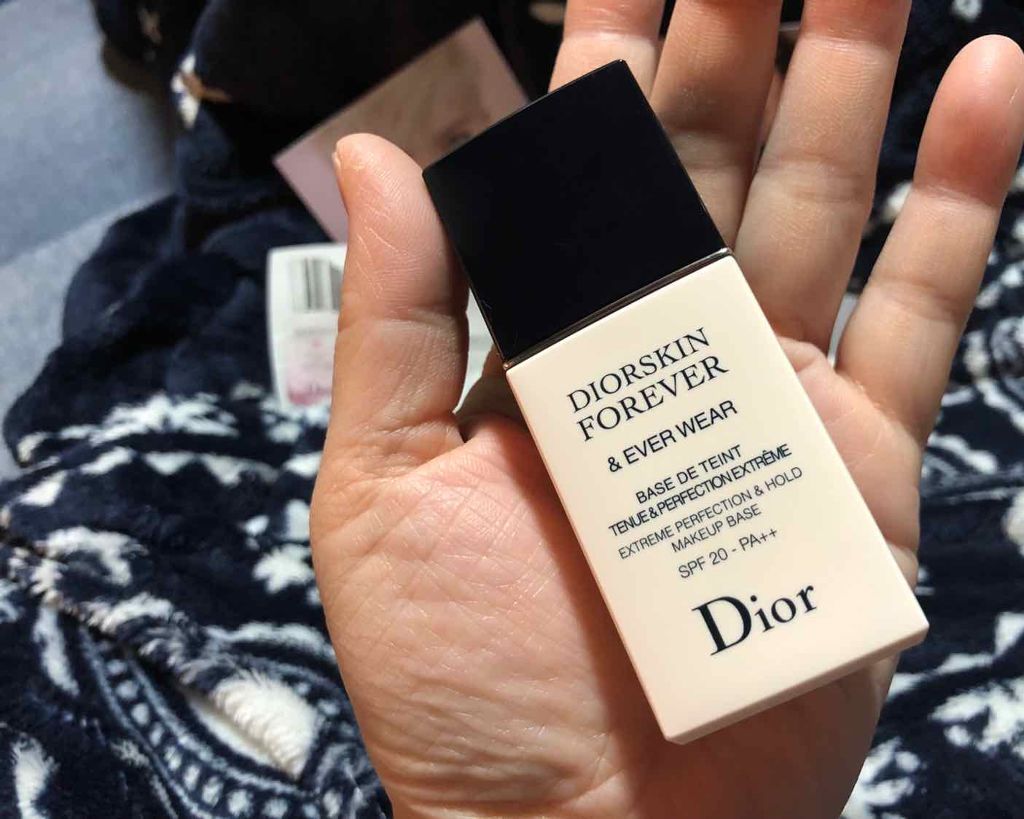 DIORSKIN
FOREVER
& EVER WEAR
BASE DE TEINT
TENUE & PERFECTION EXTRÊME
EXTREME PERFECTION & HOLD
MAKEUP BASE
SPF 20 - PA++
Dior